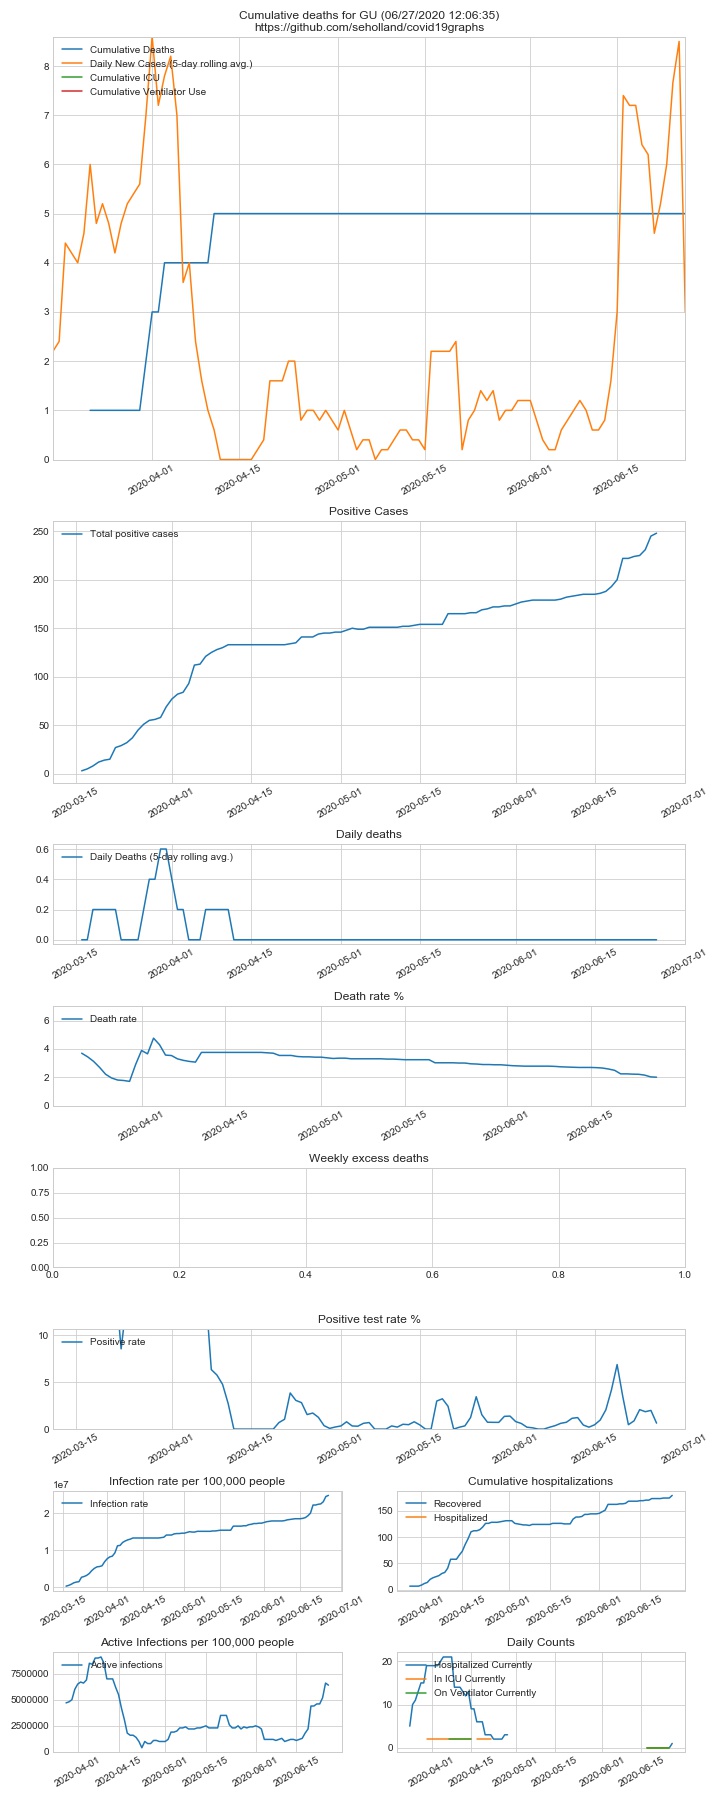 Cumulative deaths for GU (06/27/2020 12:06:35)
https://github.com/seholland/covid19graphs
Cumulative Deaths
Daily New Cases (5-day rolling avg.)
Cumulative ICU
Cumulative Ventilator Use
8
7
6
5
4
3
2
1
0
2020-04-01 2020-04-15 2020-05-01 2020-05-15 2020-06-01 2020-06-15
Positive Cases
Total positive cases
250
200
150
100
50
0
2020-03-15 2020-04-01 2020-04-15 2020-05-01 2020-05-15 2020-06-01 2020-06-15 2020-07-01
Daily deaths
Daily Deaths (5-day rolling avg.)
0.6
0.4
0.2
0.0
2020-03-15 2020-04-01 2020-04-15 2020-05-01 2020-05-15 2020-06-01 2020-06-15 2020-07-01
Death rate %
Death rate
6
4
2
0
2020-04-01 2020-04-15 2020-05-01 2020-05-15 2020-06-01 2020-06-15
Weekly excess deaths
1.00
0.75
0.50
0.25
0.00
0.0 0.2 0.4 0.6 0.8 1.0
Positive test rate %
Positive rate
10
5
0
2020-03-15 2020-04-01 2020-04-15 2020-05-01 2020-05-15 2020-06-01 2020-06-15 2020-07-01
Infection rate per 100,000 people
1e7
Infection rate
2
1
0
2020-03-15 2020-04-01 2020-04-15 2020-05-01 2020-05-15 2020-06-01 2020-06-15 2020-07-01
Cumulative hospitalizations
Recovered
Hospitalized
150
100
50
0
2020-04-01 2020-04-15 2020-05-01 2020-05-15 2020-06-01 2020-06-15
Active Infections per 100,000 people
Active infections
7500000
5000000
2500000
0
2020-04-01 2020-04-15 2020-05-01 2020-05-15 2020-06-01 2020-06-15
Daily Counts
Hospitalized Currently
In ICU Currently
On Ventilator Currently
20
10
0
2020-04-01 2020-04-15 2020-05-01 2020-05-15 2020-06-01 2020-06-15